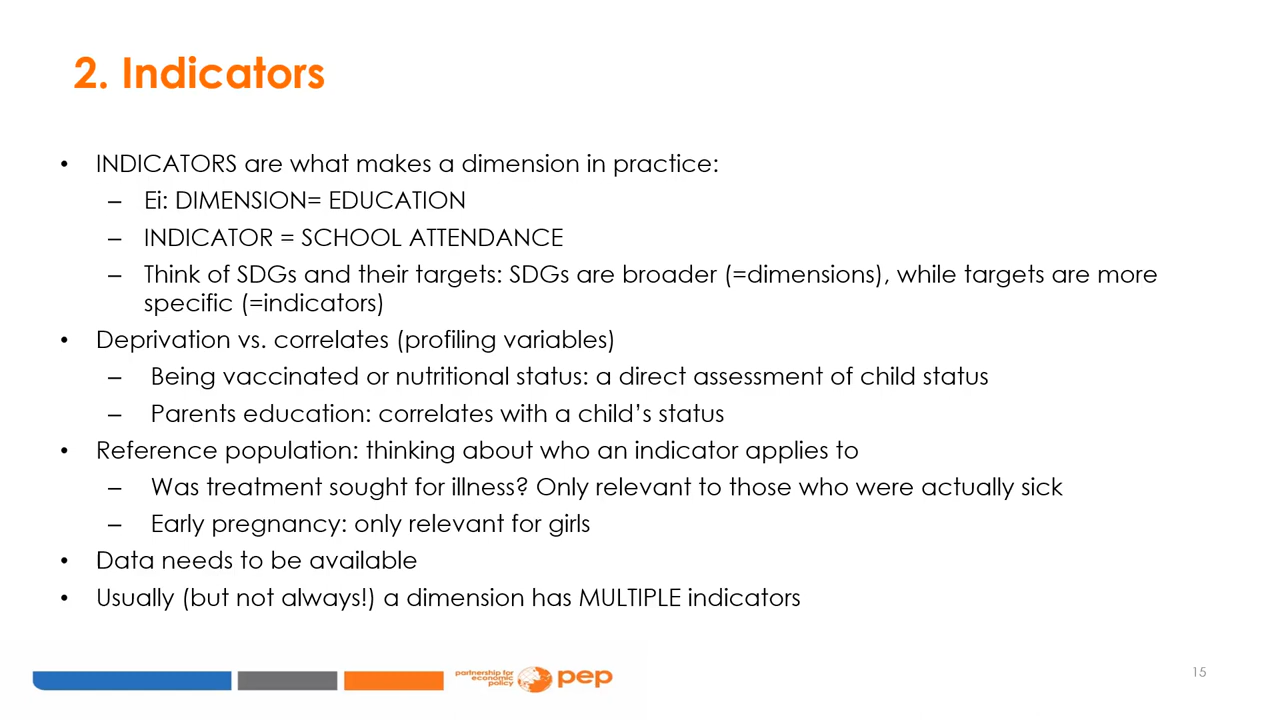 2. Indicators
• INDICATORS are what makes a dimension in practice:
– Ei: DIMENSION= EDUCATION
– INDICATOR = SCHOOL ATTENDANCE
– Think of SDGs and their targets: SDGs are broader (=dimensions), while targets are more
specific (=indicators)
• Deprivation vs. correlates (profiling variables)
– Being vaccinated or nutritional status: a direct assessment of child status
– Parents education: correlates with a child's status
• Reference population: thinking about who an indicator applies to
– Was treatment sought for illness? Only relevant to those who were actually sick
– Early pregnancy: only relevant for girls
• Data needs to be available
• Usually (but not always!) a dimension has MULTIPLE indicators
partnership for
economic
policy
pep
15